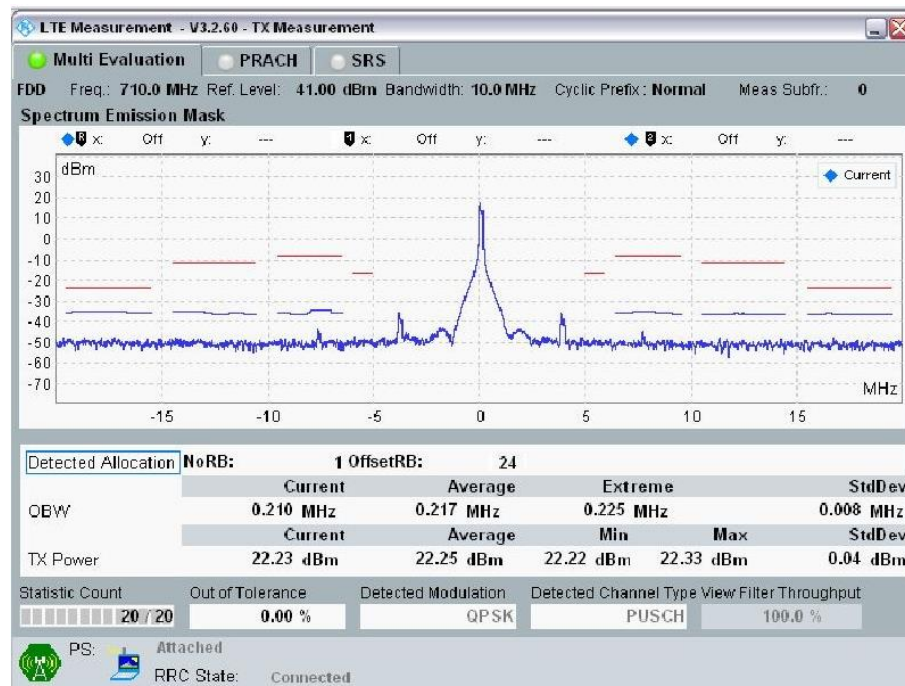 LTE Measurement - V3.2.60 - TX Measurement
Multi Evaluation PRACH SRS
FDD Freq.: 710.0 MHz Ref. Level: 41.00 dBm Bandwidth: 10.0 MHz Cyclic Prefix: Normal Meas Subfr.: 0
Spectrum Emission Mask
R x: Off y: --- 1 x: Off y: --- 2 x: Off y: ---
dBm
Current
30
20
10
0
-10
-20
-30
-40
-50
-60
-70
MHz
-15 -10 -5 0 5 10 15
Detected Allocation NoRB: 1 OffsetRB: 24
Current Average Extreme StdDev
OBW 0.210 MHz 0.217 MHz 0.225 MHz 0.008 MHz
Current Average Min Max StdDev
TX Power 22.23 dBm 22.25 dBm 22.22 dBm 22.33 dBm 0.04 dBm
Statistic Count Out of Tolerance Detected Modulation Detected Channel Type View Filter Throughput
20 / 20 0.00 % QPSK PUSCH 100.0 %
PS: Attached
RRC State: Connected